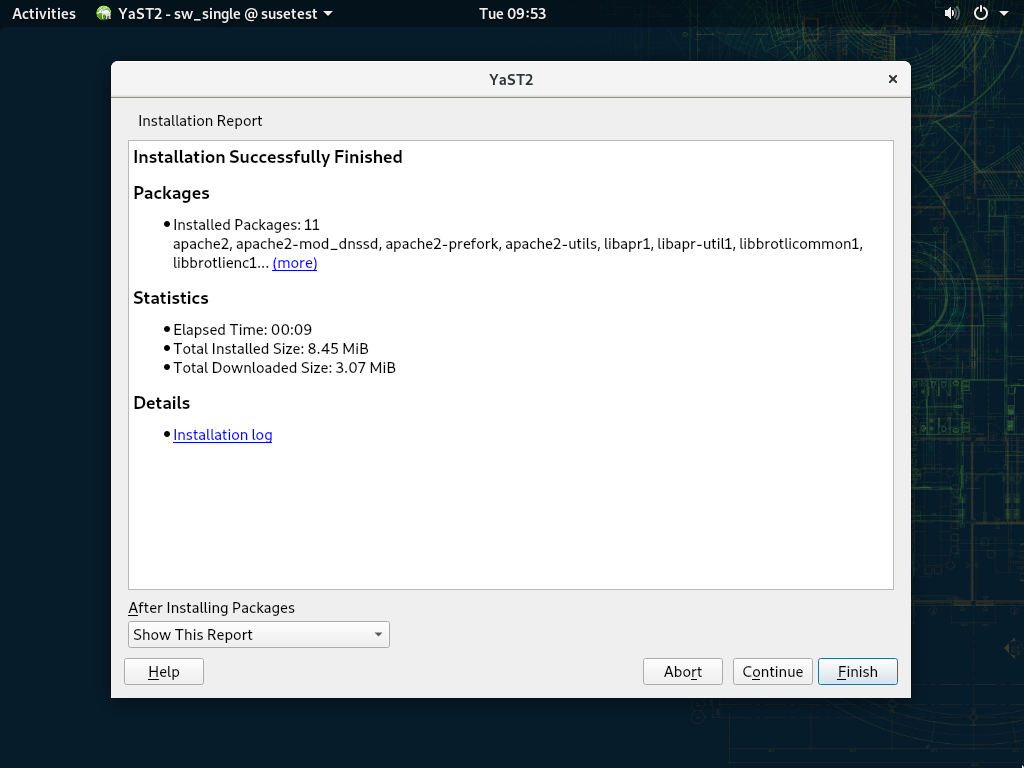 Activities YaST2 - sw_single @ susetest Tue 09:53
YaST2
Installation Report
Installation Successfully Finished
Packages
Installed Packages: 11
apache2, apache2-mod_dnssd, apache2-prefork, apache2-utils, libapr1, libapr-util1, libbrotlicommon1,
libbrotlienc1... (more)
Statistics
Elapsed Time: 00:09
Total Installed Size: 8.45 MiB
Total Downloaded Size: 3.07 MiB
Details
Installation log
After Installing Packages
Show This Report
Help Abort Continue Finish